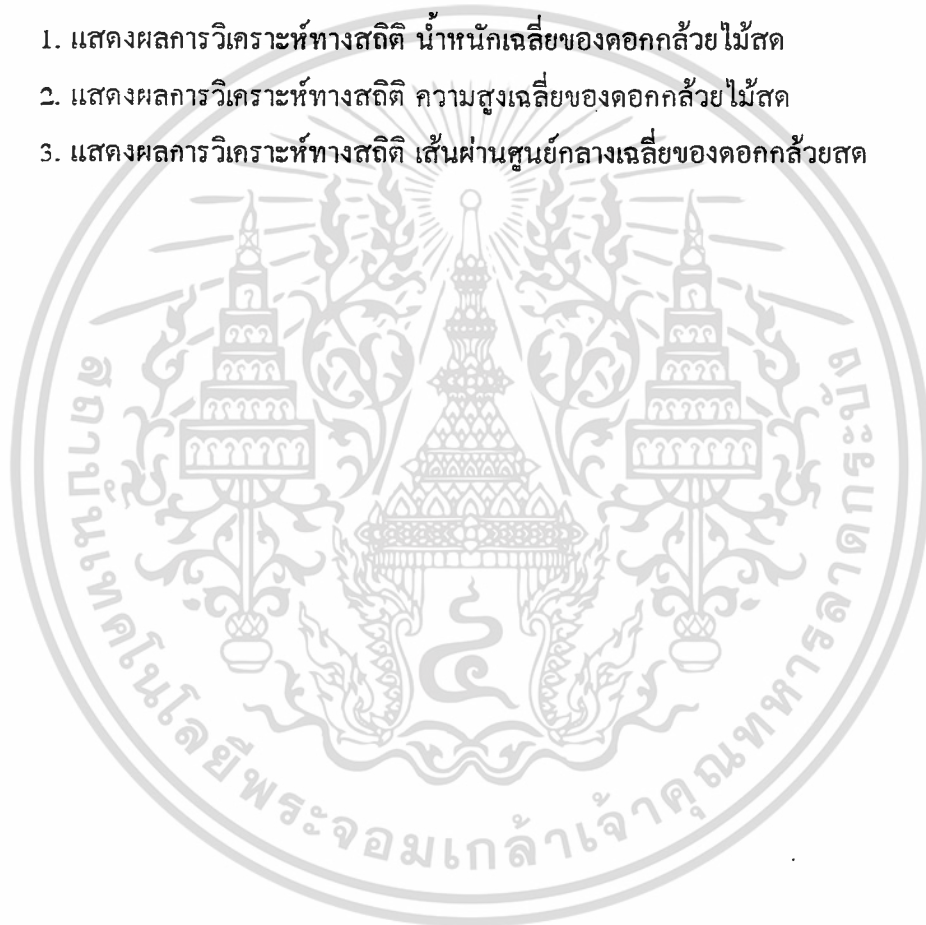 1. แสดงผลการวิเคราะห์ทางสถิติ น้ำหนักเฉลี่ยของดอกกล้วยไม้สด
2. แสดงผลการวิเคราะห์ทางสถิติ ความสูงเฉลี่ยของดอกกล้วยไม้สด
3. แสดงผลการวิเคราะห์ทางสถิติ เส้นผ่านศูนย์กลางเฉลี่ยของดอกกล้วยสด
สถาบันเทคโนโลยีพระจอมเกล้าเจ้าคุณทหารลาดกระบัง